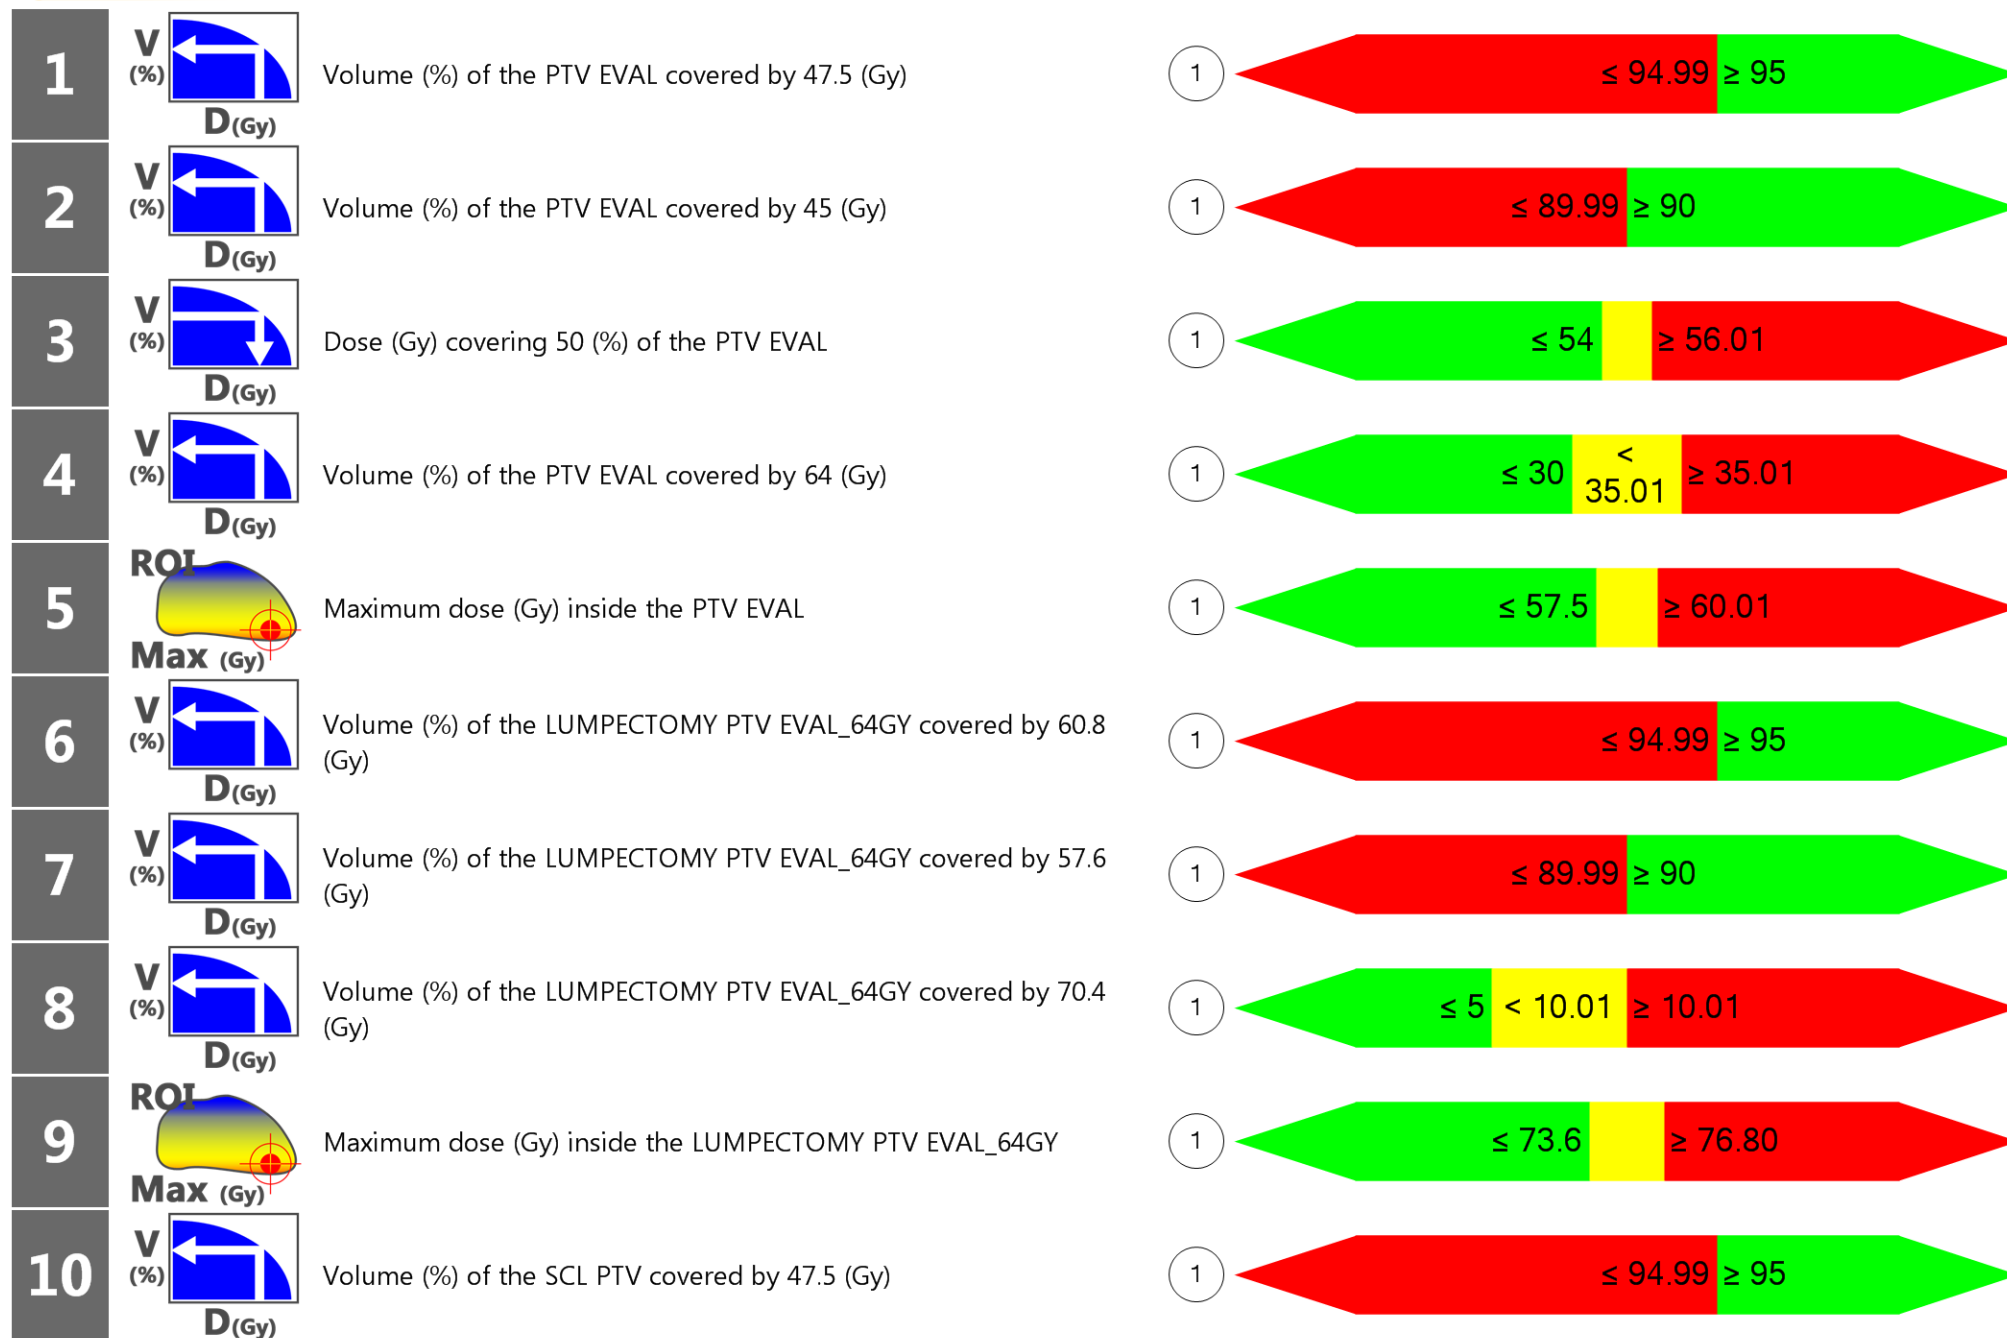 1
V
(%)
D(Gy)
Volume (%) of the PTV EVAL covered by 47.5 (Gy)
1
≤ 94.99 ≥ 95
2
V
(%)
D(Gy)
Volume (%) of the PTV EVAL covered by 45 (Gy)
1
≤ 89.99 ≥ 90
3
V
(%)
D(Gy)
Dose (Gy) covering 50 (%) of the PTV EVAL
1
≤ 54 ≥ 56.01
4
V
(%)
D(Gy)
Volume (%) of the PTV EVAL covered by 64 (Gy)
1
≤ 30 < 35.01 ≥ 35.01
5
ROI
Max (Gy)
Maximum dose (Gy) inside the PTV EVAL
1
≤ 57.5 ≥ 60.01
6
V
(%)
D(Gy)
Volume (%) of the LUMPECTOMY PTV EVAL_64GY covered by 60.8
(Gy)
1
≤ 94.99 ≥ 95
7
V
(%)
D(Gy)
Volume (%) of the LUMPECTOMY PTV EVAL_64GY covered by 57.6
(Gy)
1
≤ 89.99 ≥ 90
8
V
(%)
D(Gy)
Volume (%) of the LUMPECTOMY PTV EVAL_64GY covered by 70.4
(Gy)
1
≤ 5 < 10.01 ≥ 10.01
9
ROI
Max (Gy)
Maximum dose (Gy) inside the LUMPECTOMY PTV EVAL_64GY
1
≤ 73.6 ≥ 76.80
10
V
(%)
D(Gy)
Volume (%) of the SCL PTV covered by 47.5 (Gy)
1
≤ 94.99 ≥ 95